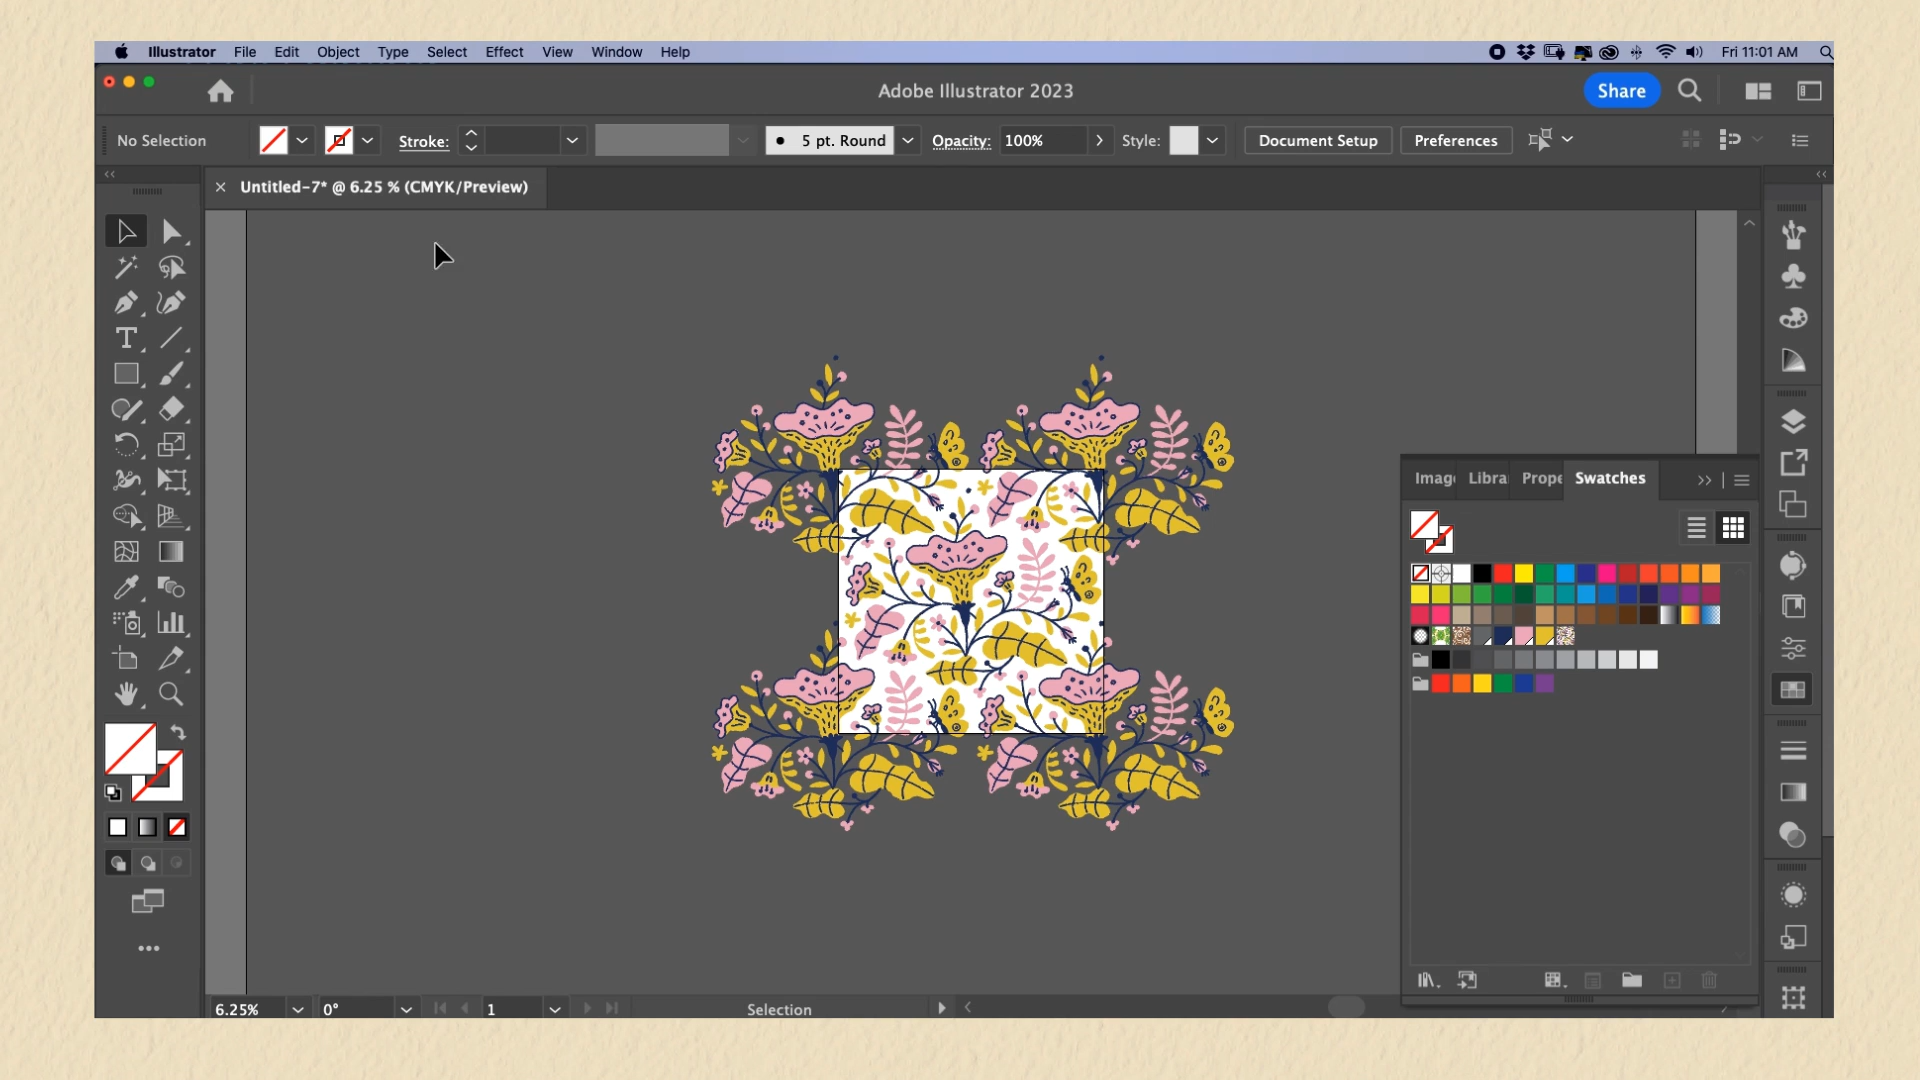 Illustrator File Edit Object Type Select Effect View Window Help Fri 11:01 AM
Adobe Illustrator 2023 Share
No Selection Stroke: 5 pt. Round Opacity: 100% Style: Document Setup Preferences
Untitled-7* @ 6.25 % (CMYK/Preview)
Imag Libra Prope Swatches
6.25% 0° 1 Selection